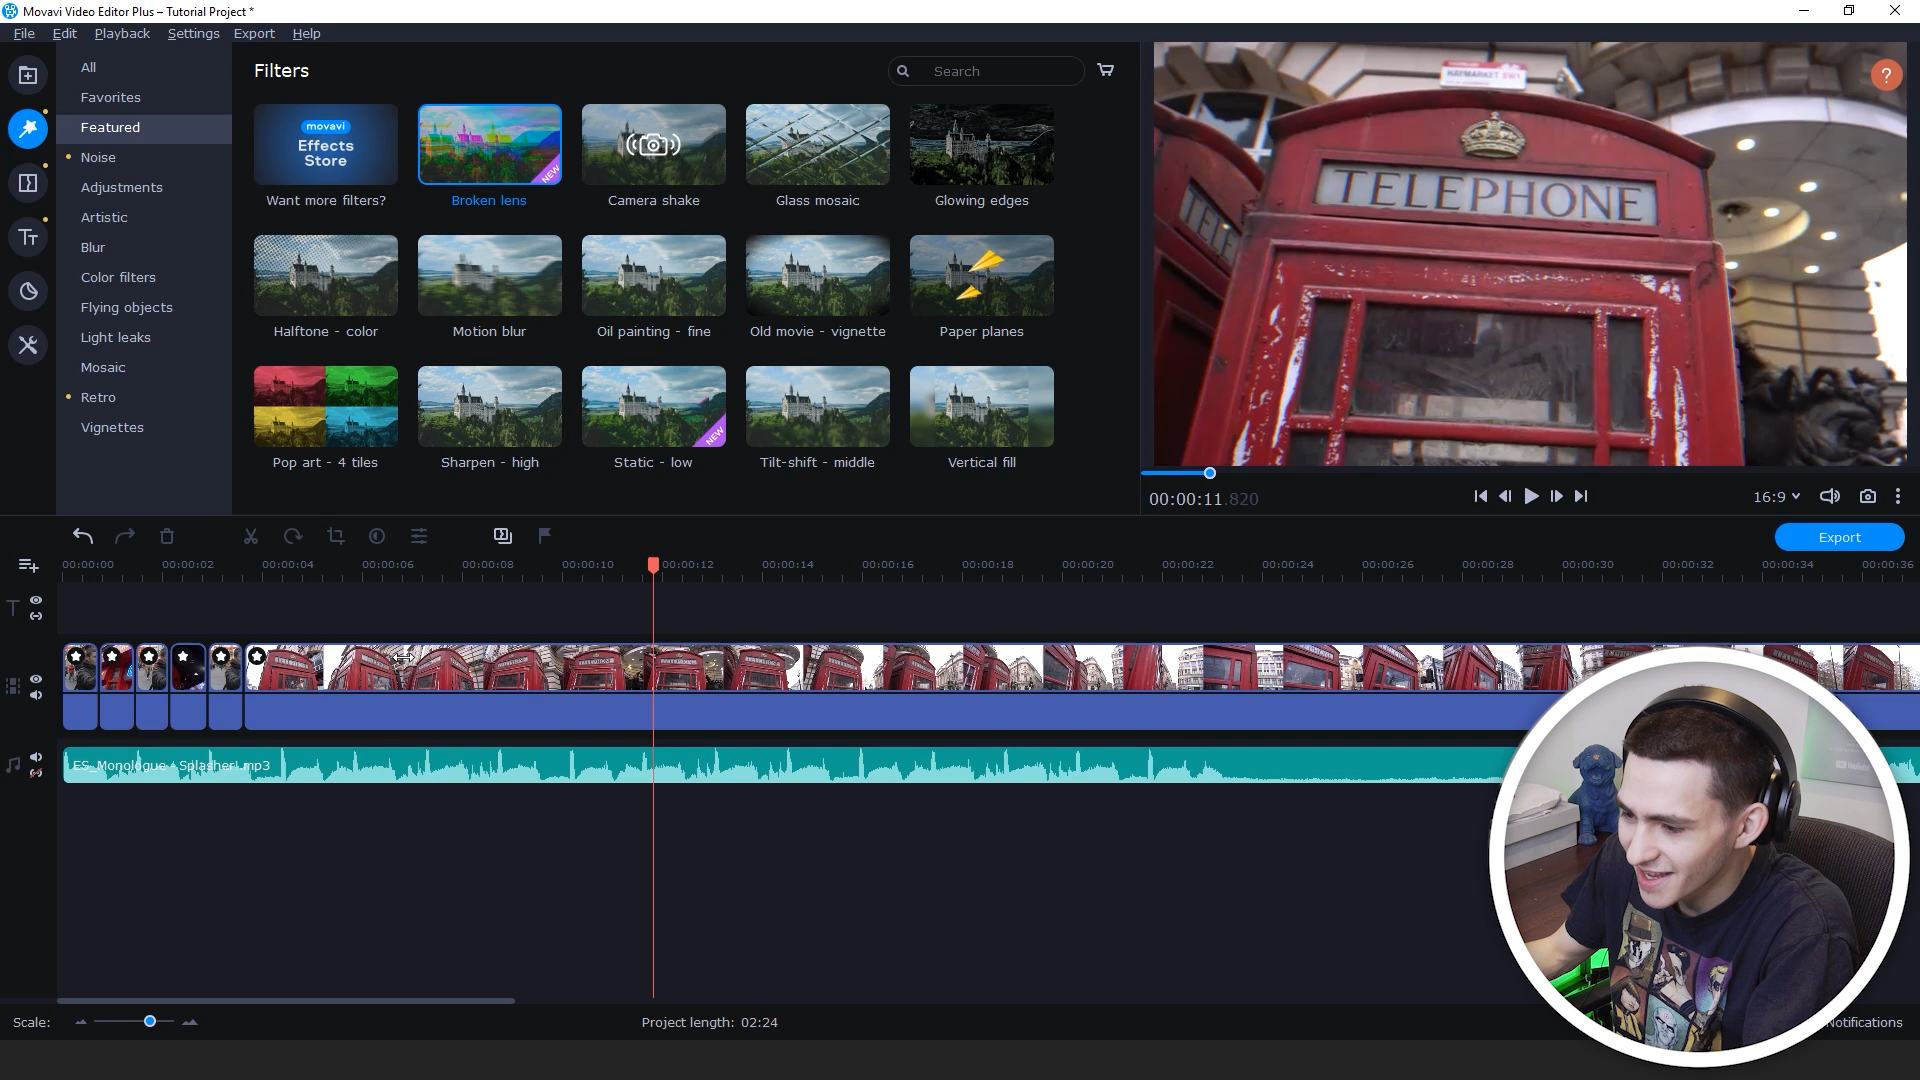 Movavi Video Editor Plus – Tutorial Project *
File Edit Playback Settings Export Help
All
Favorites
Featured
Noise
Adjustments
Artistic
Blur
Color filters
Flying objects
Light leaks
Mosaic
Retro
Vignettes
Filters
Search
movavi
Effects
Store
NEW
Want more filters?
Broken lens
Camera shake
Glass mosaic
Glowing edges
Halftone - color
Motion blur
Oil painting - fine
Old movie - vignette
Paper planes
NEW
Pop art - 4 tiles
Sharpen - high
Static - low
Tilt-shift - middle
Vertical fill
HAYMARKET SW1
TELEPHONE
TELE
?
00:00:11.820
16:9
Export
00:00:00 00:00:02 00:00:04 00:00:06 00:00:08 00:00:10 00:00:12 00:00:14 00:00:16 00:00:18 00:00:20 00:00:22 00:00:24 00:00:26 00:00:28 00:00:30 00:00:32 00:00:34 00:00:36
ES_Monologue - Splasher!.mp3
Scale:
Project length: 02:24
Notifications